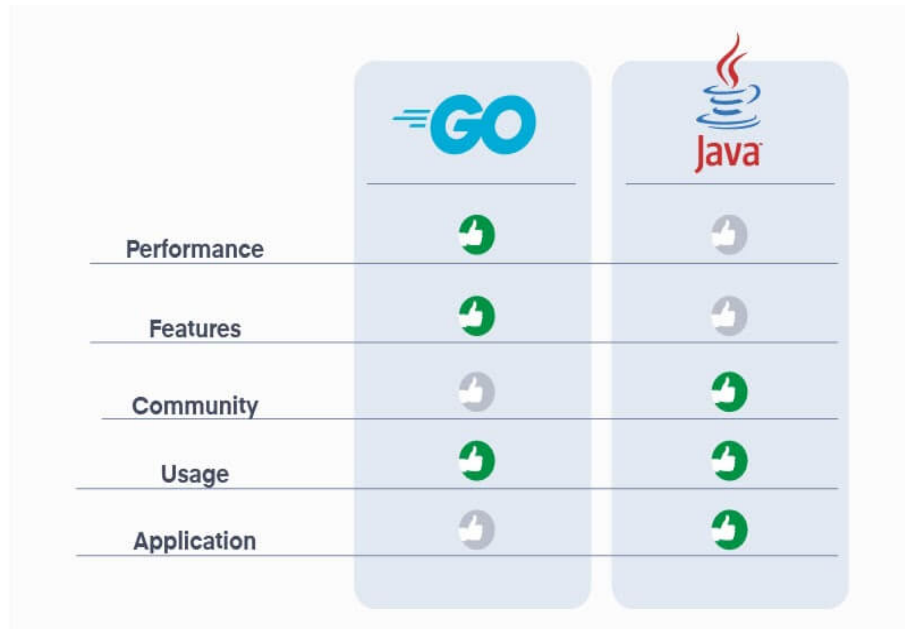 GO
Java
Performance
Features
Community
Usage
Application